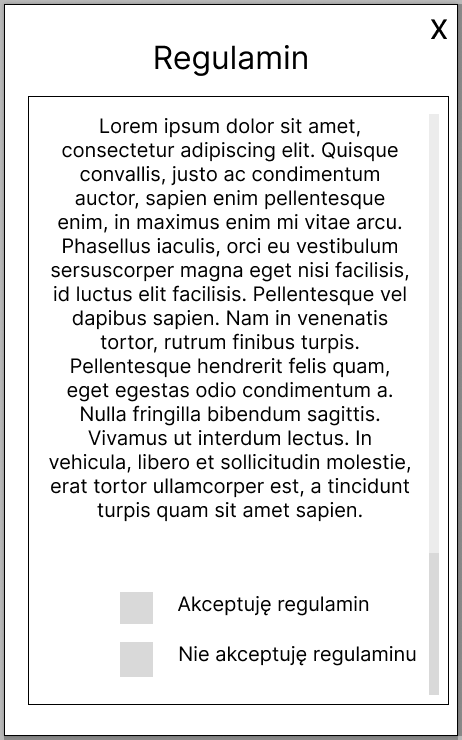 X
Regulamin
Lorem ipsum dolor sit amet,
consectetur adipiscing elit. Quisque
convallis, justo ac condimentum
auctor, sapien enim pellentesque
enim, in maximus enim mi vitae arcu.
Phasellus iaculis, orci eu vestibulum
sersuscorper magna eget nisi facilisis,
id luctus elit facilisis. Pellentesque vel
dapibus sapien. Nam in venenatis
tortor, rutrum finibus turpis.
Pellentesque hendrerit felis quam,
eget egestas odio condimentum a.
Nulla fringilla bibendum sagittis.
Vivamus ut interdum lectus. In
vehicula, libero et sollicitudin molestie,
erat tortor ullamcorper est, a tincidunt
turpis quam sit amet sapien.
Akceptuję regulamin
Nie akceptuję regulaminu